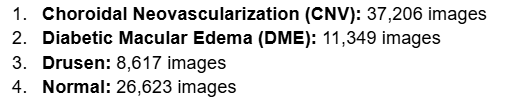 1. Choroidal Neovascularization (CNV): 37,206 images
2. Diabetic Macular Edema (DME): 11,349 images
3. Drusen: 8,617 images
4. Normal: 26,623 images